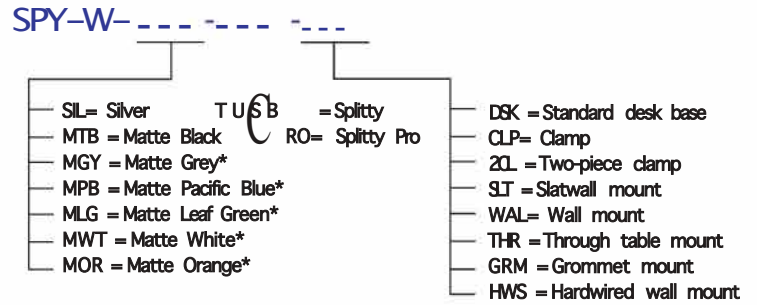 SPY–W– _ _ _ -_ _ _ -_ _ _
SIL= Silver
MTB = Matte Black
MGY = Matte Grey*
MPB = Matte Pacific Blue*
MLG = Matte Leaf Green*
MWT = Matte White*
MOR = Matte Orange*
T U S B = Splitty
C RO= Splitty Pro
DSK = Standard desk base
CLP= Clamp
2CL = Two-piece clamp
SLT = Slatwall mount
WAL= Wall mount
THR = Through table mount
GRM = Grommet mount
HWS = Hardwired wall mount